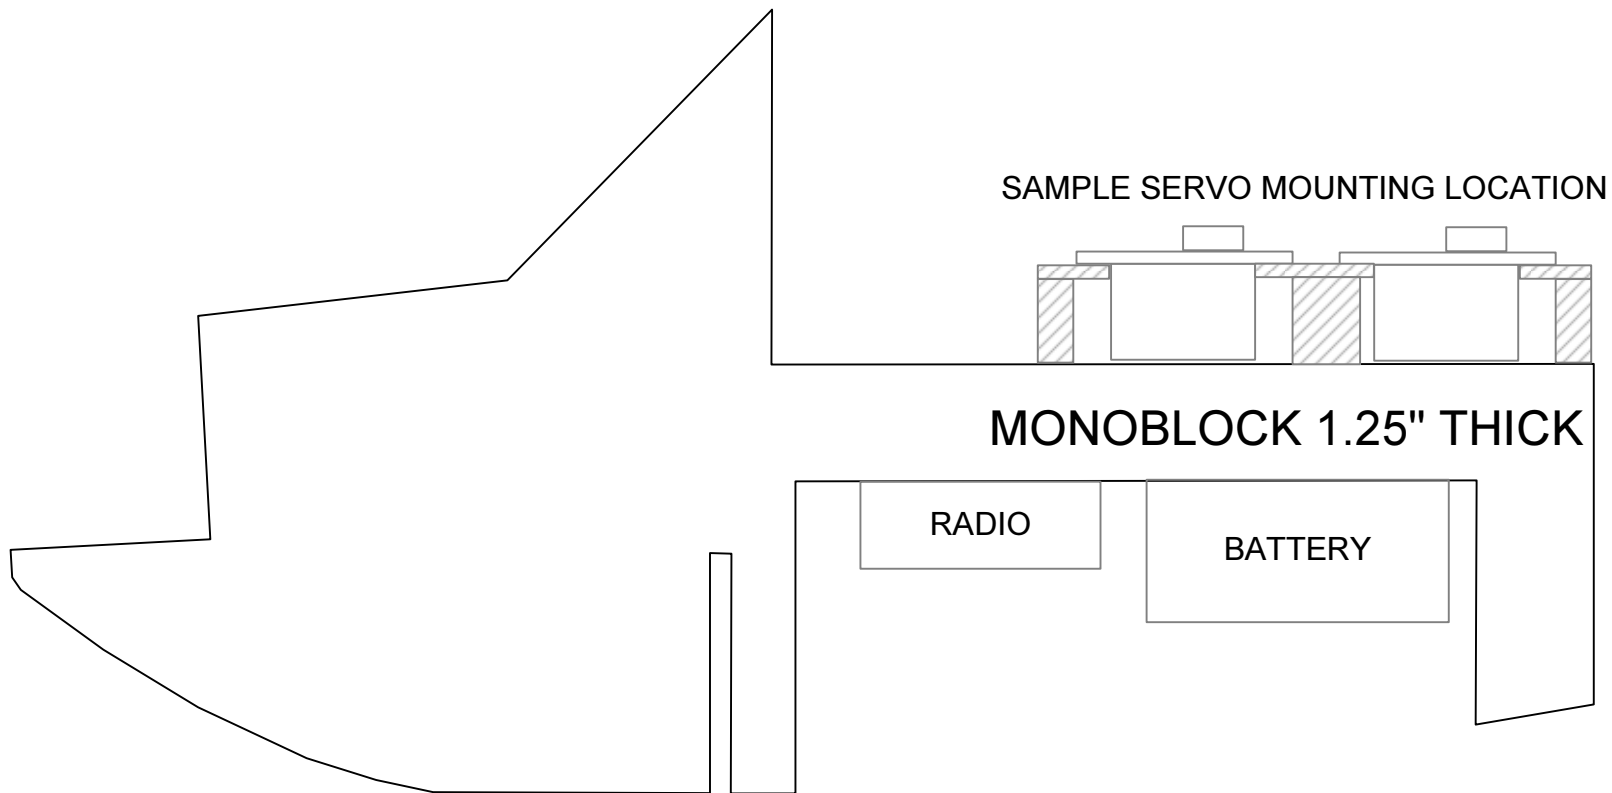 SAMPLE SERVO MOUNTING LOCATION
MONOBLOCK 1.25" THICK
RADIO
BATTERY